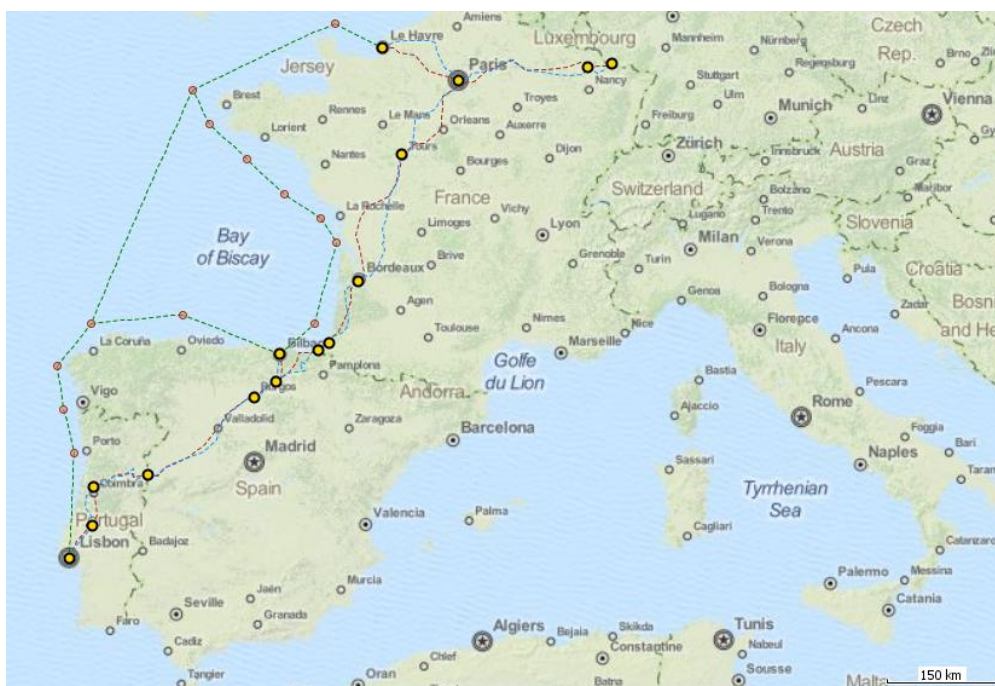 Amiens
Czech
Rep.
Le Havre
Luxembourg
Mannheim
Nürnberg
Brno
Jersey
Paris
Regensburg
Nancy
Stuttgart
Brest
Rennes
Le Mans
Troyes
Ulm
Munich
Linz
Vienna
Orleans
Auxerre
Freiburg
Lorient
Tours
Nantes
Dijon
Zürich
Innsbruck
Austria
Bourges
Graz
France
Switzerland
Bolzano
Maribor
La Rochelle
Vichy
Lugano
Trento
Limoges
Lyon
Slovenia
Bay
of Biscay
Milan
Verona
Brive
Grenoble
Turin
Bordeaux
Pula
Croatia
Agen
Genoa
Bologna
Zadar
Bosn
Nimes
Florence
Ancona
and He
La Coruña
Oviedo
Toulouse
Nice
Marseille
Italy
Golfe
du Lion
Pamplona
Bastia
Vigo
Burgos
Andorra
Pescara
Ajaccio
Rome
Valladolid
Zaragoza
Barcelona
Foggia
Porto
Madrid
Bari
Naples
Sassari
Coimbra
Spain
Taran
Tyrrhenian
Sea
Portugal
Palma
Valencia
Lisbon
Cagliari
Badajoz
Catanzaro
Murcia
Messina
Jaén
Palermo
Seville
Catania
Granada
Faro
Algiers
Skikda
Tunis
Cadiz
Bejaia
Nabeul
Constantine
Chlef
Tangier
Oran
Batna
Sousse
Malta
150 km